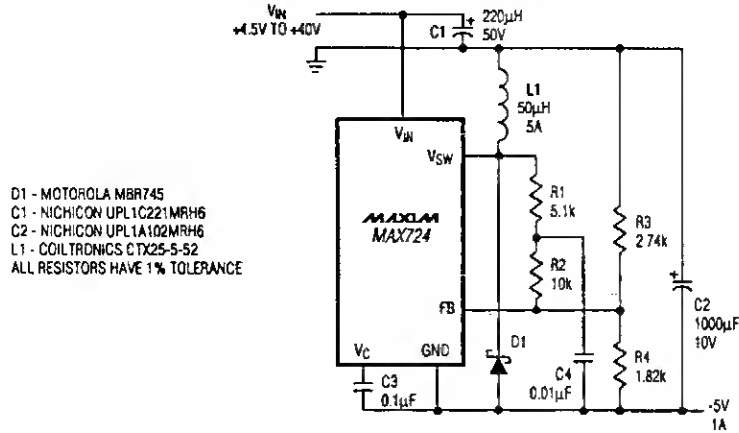 VIN
+4.5V TO +40V
C1
+
220μH
50V
L1
50μH
5A
VIN
VSW
MAXIM
MAX724
FB
VC
GND
R1
5.1k
R2
10k
R3
2.74k
R4
1.82k
+
C2
1000μF
10V
D1
C3
0.1μF
C4
0.01μF
-5V
1A
D1 - MOTOROLA MBR745
C1 - NICHICON UPL1C221MRH6
C2 - NICHICON UPL1A102MRH6
L1 - COILTRONICS CTX25-5-52
ALL RESISTORS HAVE 1% TOLERANCE